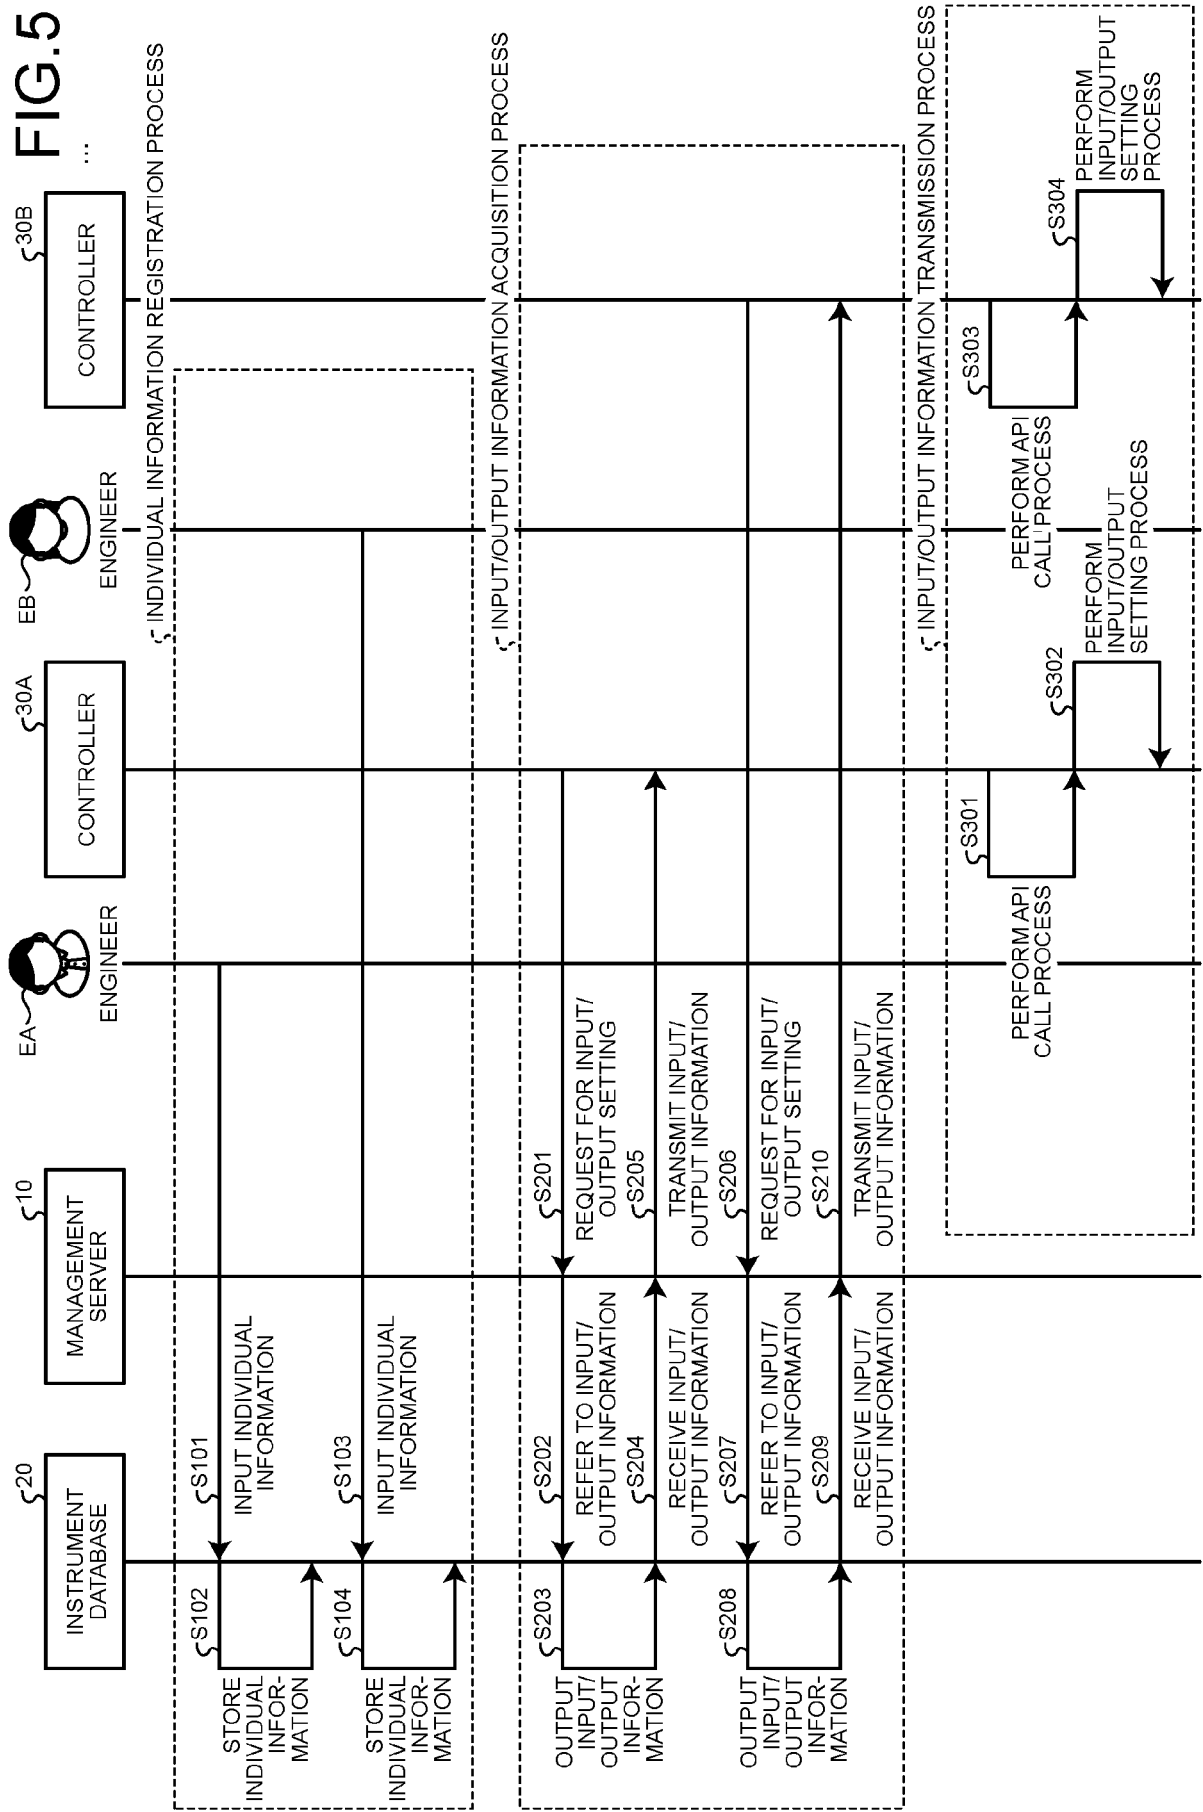 FIG.5
20
INSTRUMENT
DATABASE
10
MANAGEMENT
SERVER
EA
ENGINEER
30A
CONTROLLER
EB
ENGINEER
30B
CONTROLLER
...
INDIVIDUAL INFORMATION REGISTRATION PROCESS
S102
S101
STORE
INDIVIDUAL
INFOR-
MATION
INPUT INDIVIDUAL
INFORMATION
S104
S103
STORE
INDIVIDUAL
INFOR-
MATION
INPUT INDIVIDUAL
INFORMATION
INPUT/OUTPUT INFORMATION ACQUISITION PROCESS
S203
S202
S201
OUTPUT
INPUT/
OUTPUT
INFOR-
MATION
REFER TO INPUT/
OUTPUT INFORMATION
REQUEST FOR INPUT/
OUTPUT SETTING
S204
S205
RECEIVE INPUT/
OUTPUT INFORMATION
TRANSMIT INPUT/
OUTPUT INFORMATION
S208
S207
S206
OUTPUT
INPUT/
OUTPUT
INFOR-
MATION
REFER TO INPUT/
OUTPUT INFORMATION
REQUEST FOR INPUT/
OUTPUT SETTING
S209
S210
RECEIVE INPUT/
OUTPUT INFORMATION
TRANSMIT INPUT/
OUTPUT INFORMATION
INPUT/OUTPUT INFORMATION TRANSMISSION PROCESS
S301
PERFORM API
CALL PROCESS
S302
PERFORM
INPUT/OUTPUT
SETTING PROCESS
S303
PERFORM API
CALL PROCESS
S304
PERFORM
INPUT/OUTPUT
SETTING
PROCESS